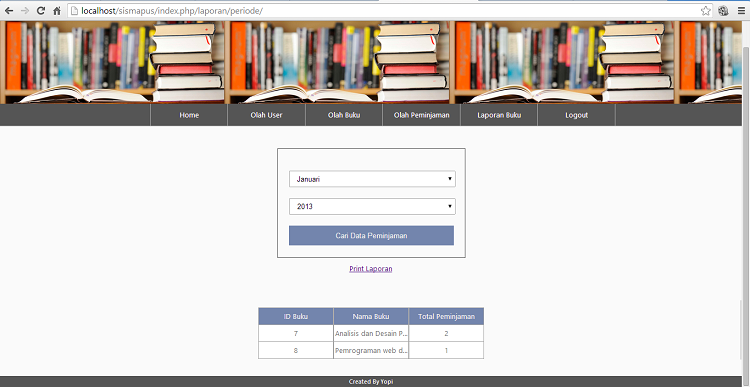 localhost/sismapus/index.php/laporan/periode/
Home Olah User Olah Buku Olah Peminjaman Laporan Buku Logout
Januari
2013
Cari Data Peminjaman
Print Laporan
ID Buku Nama Buku Total Peminjaman
7 Analisis dan Desain P... 2
8 Pemrograman web d... 1
Created By Yopi